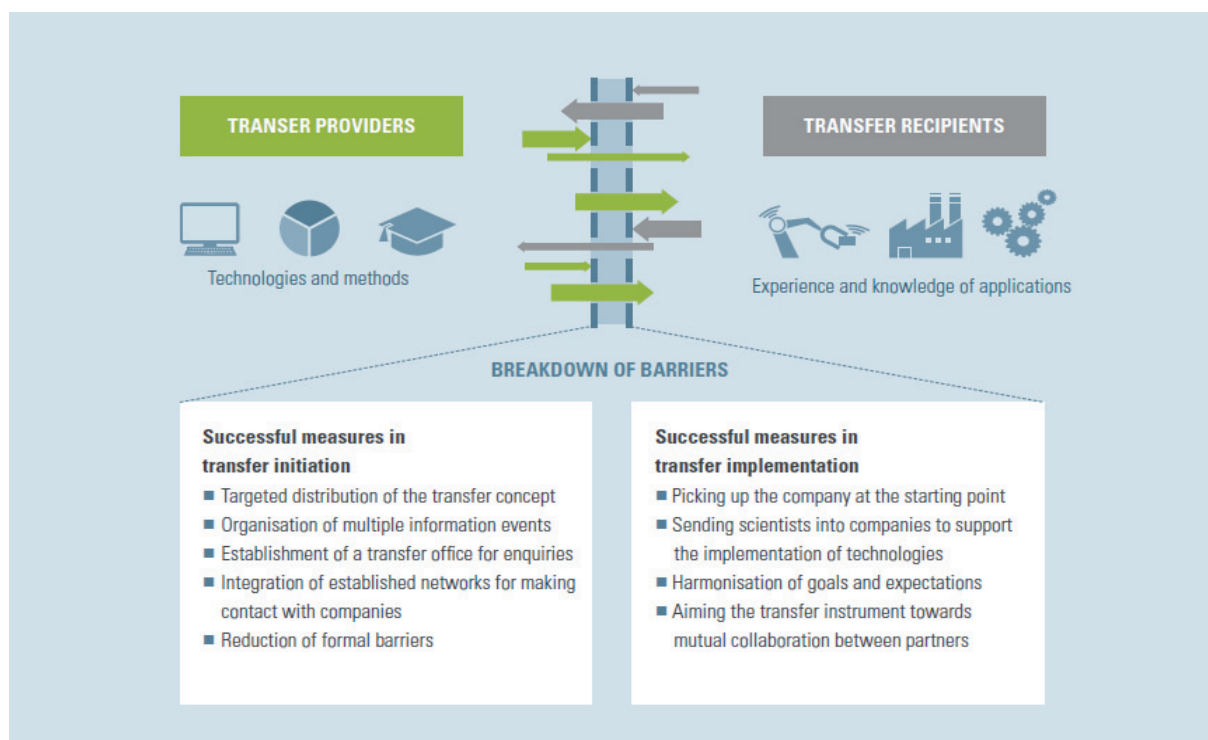 TRANSER PROVIDERS
TRANSFER RECIPIENTS
Technologies and methods
Experience and knowledge of applications
BREAKDOWN OF BARRIERS
Successful measures in
transfer initiation
■ Targeted distribution of the transfer concept
■ Organisation of multiple information events
■ Establishment of a transfer office for enquiries
■ Integration of established networks for making
contact with companies
■ Reduction of formal barriers
Successful measures in
transfer implementation
■ Picking up the company at the starting point
■ Sending scientists into companies to support
the implementation of technologies
■ Harmonisation of goals and expectations
■ Aiming the transfer instrument towards
mutual collaboration between partners